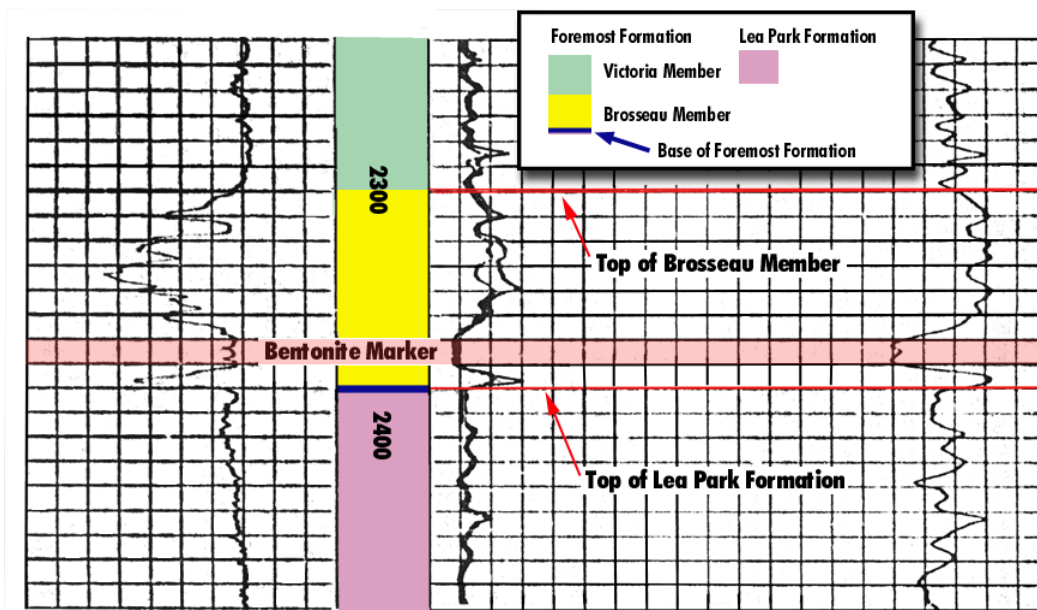 Foremost Formation
Lea Park Formation
Victoria Member
Brosseau Member
Base of Foremost Formation
2300
Top of Brosseau Member
Bentonite Marker
2400
Top of Lea Park Formation